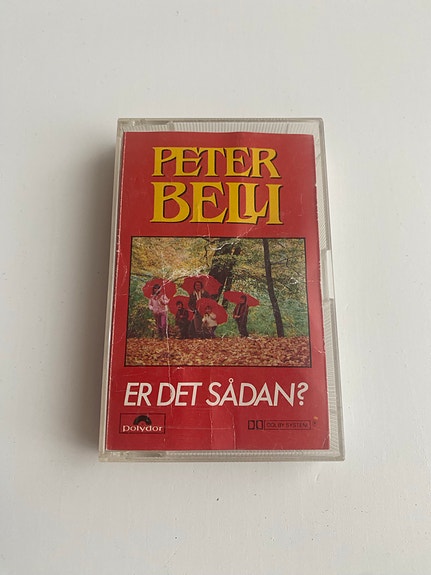 PETER
BELLI
ER DET SÅDAN?
Polydor
DOLBY SYSTEM ®